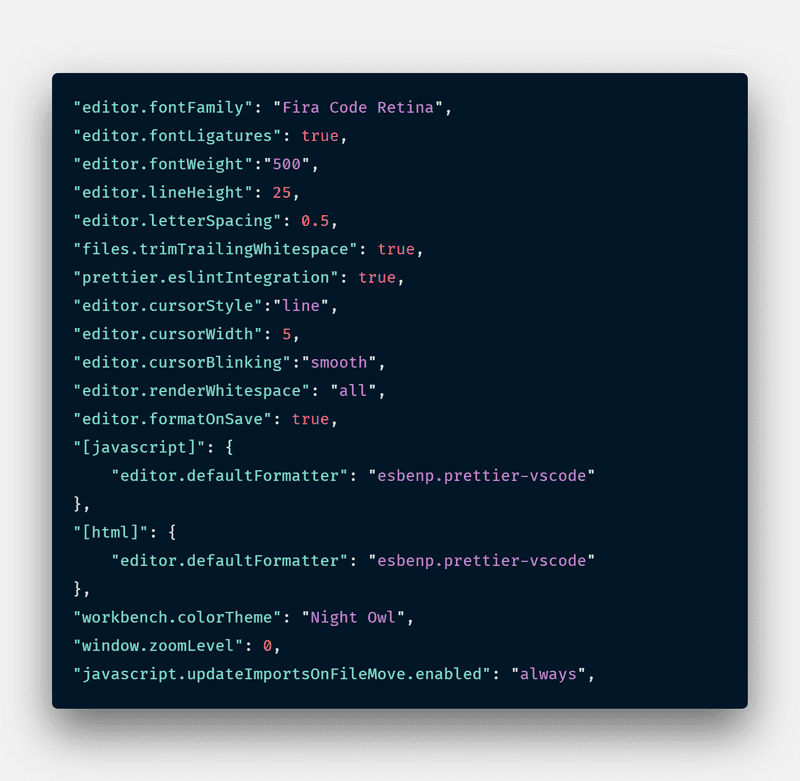 "editor.fontFamily": "Fira Code Retina",
"editor.fontLigatures": true,
"editor.fontWeight":"500",
"editor.lineHeight": 25,
"editor.letterSpacing": 0.5,
"files.trimTrailingWhitespace": true,
"prettier.eslintIntegration": true,
"editor.cursorStyle":"line",
"editor.cursorWidth": 5,
"editor.cursorBlinking":"smooth",
"editor.renderWhitespace": "all",
"editor.formatOnSave": true,
"[javascript]": {
    "editor.defaultFormatter": "esbenp.prettier-vscode"
},
"[html]": {
    "editor.defaultFormatter": "esbenp.prettier-vscode"
},
"workbench.colorTheme": "Night Owl",
"window.zoomLevel": 0,
"javascript.updateImportsOnFileMove.enabled": "always",